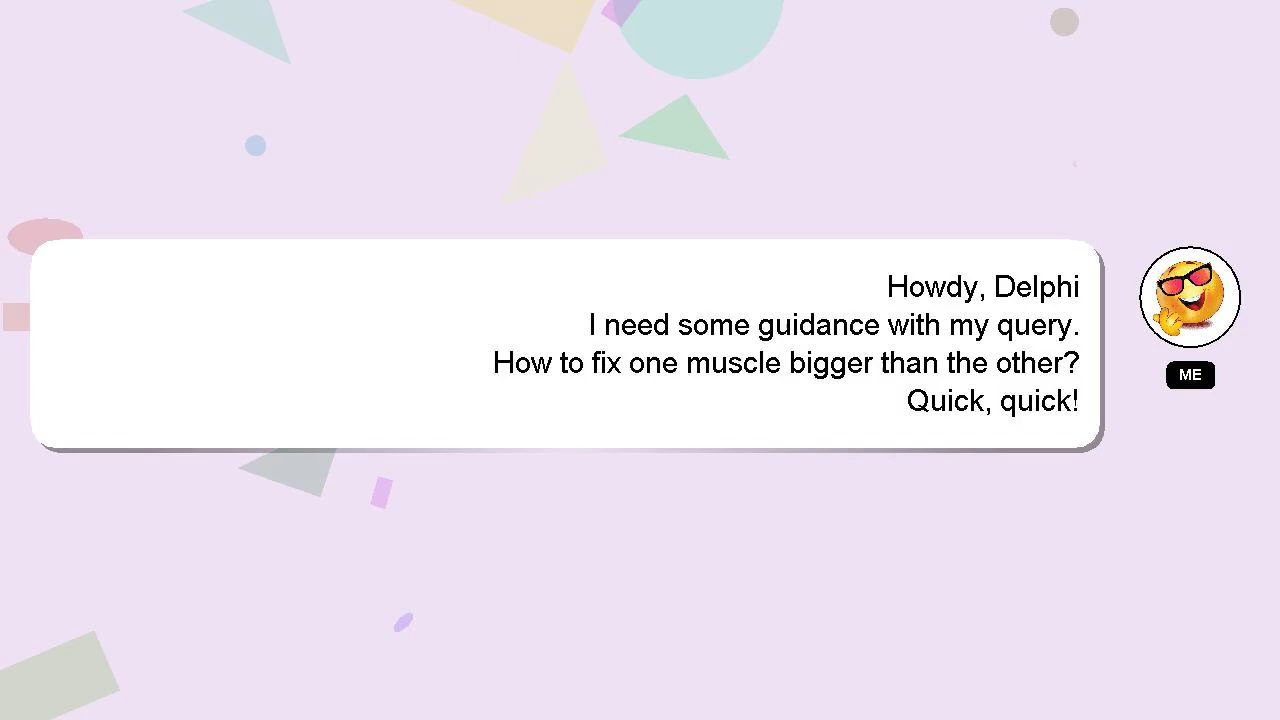 Howdy, Delphi
I need some guidance with my query.
How to fix one muscle bigger than the other?
Quick, quick!
ME